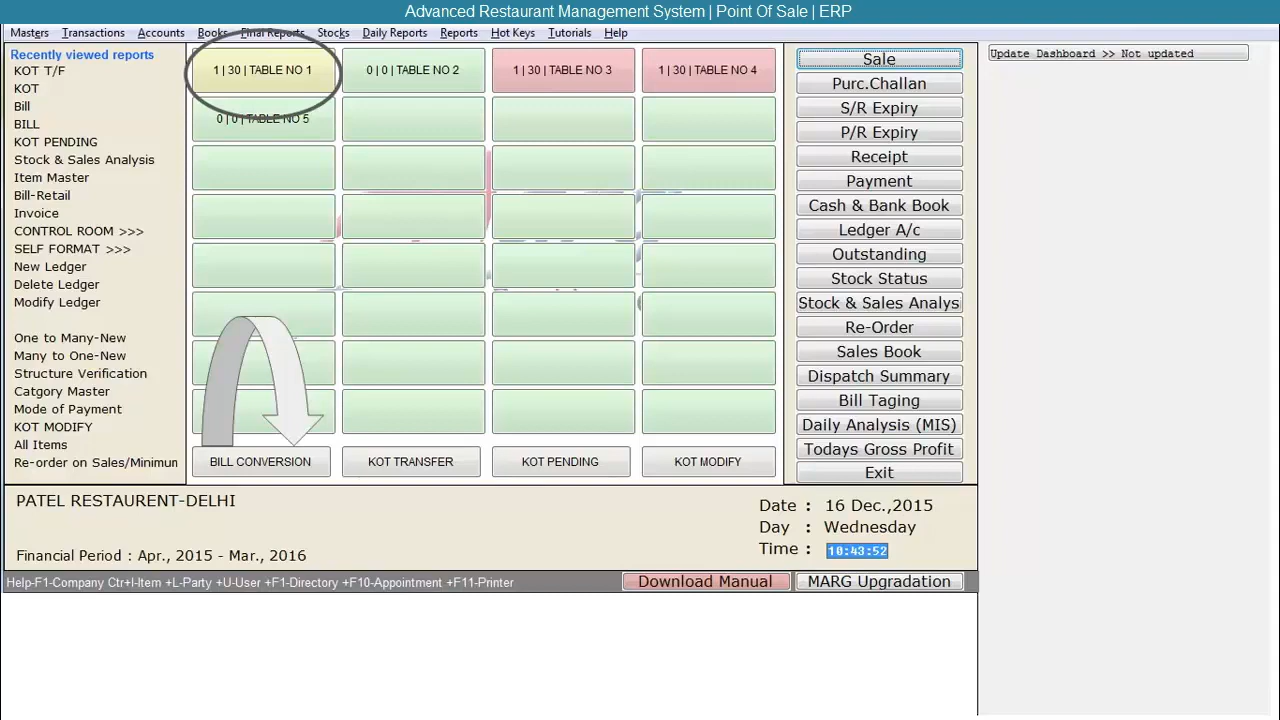 Advanced Restaurant Management System | Point Of Sale | ERP
Masters Transactions Accounts Books Final Reports Stocks Daily Reports Reports Hot Keys Tutorials Help
Recently viewed reports
KOT T/F
KOT
Bill
BILL
KOT PENDING
Stock & Sales Analysis
Item Master
Bill-Retail
Invoice
CONTROL ROOM >>>
SELF FORMAT >>>
New Ledger
Delete Ledger
Modify Ledger
One to Many-New
Many to One-New
Structure Verification
Catgory Master
Mode of Payment
KOT MODIFY
All Items
Re-order on Sales/Minimun
1 | 30 | TABLE NO 1
0 | 0 | TABLE NO 2
1 | 30 | TABLE NO 3
1 | 30 | TABLE NO 4
0 | 0 | TABLE NO 5
BILL CONVERSION
KOT TRANSFER
KOT PENDING
KOT MODIFY
Sale
Purc.Challan
S/R Expiry
P/R Expiry
Receipt
Payment
Cash & Bank Book
Ledger A/c
Outstanding
Stock Status
Stock & Sales Analys
Re-Order
Sales Book
Dispatch Summary
Bill Taging
Daily Analysis (MIS)
Todays Gross Profit
Exit
Update Dashboard >> Not updated
PATEL RESTAURENT-DELHI
Financial Period : Apr., 2015 - Mar., 2016
Date : 16 Dec.,2015
Day : Wednesday
Time : 10:43:52
Help-F1-Company Ctr+I-Item +L-Party +U-User +F1-Directory +F10-Appointment +F11-Printer
Download Manual
MARG Upgradation